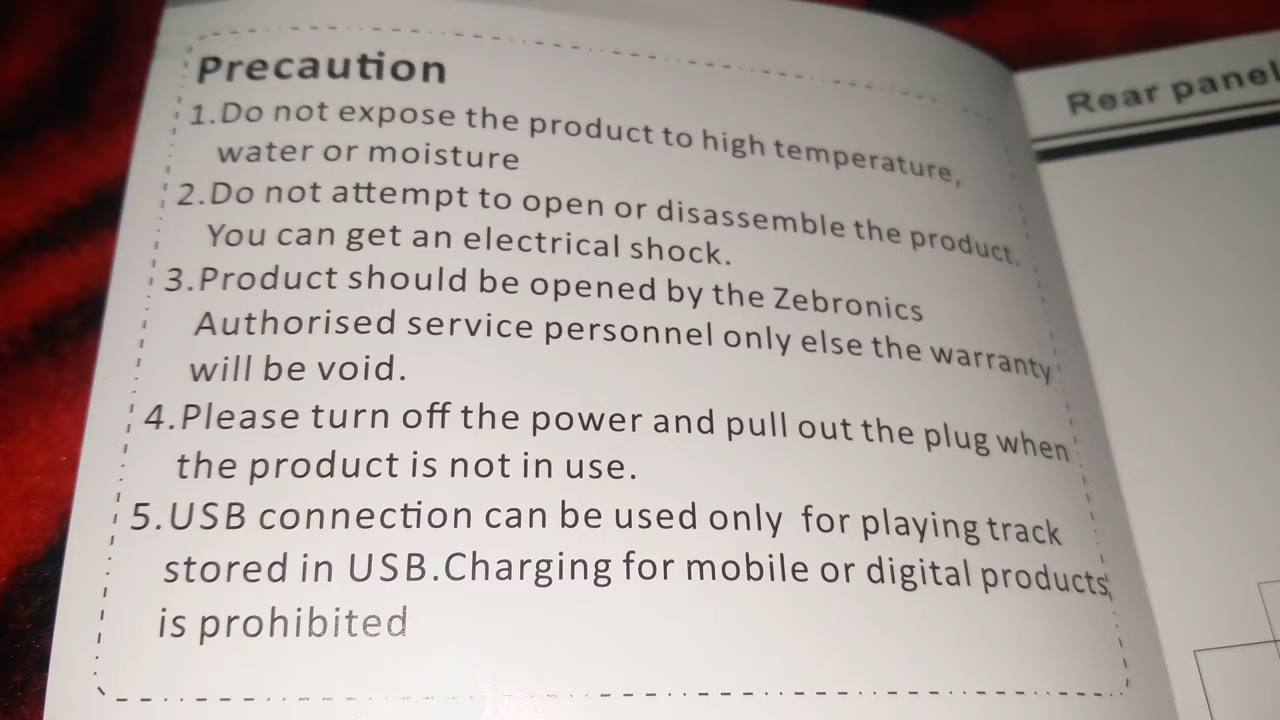 Precaution
1.Do not expose the product to high temperature,
water or moisture
2.Do not attempt to open or disassemble the product.
You can get an electrical shock.
3.Product should be opened by the Zebronics
Authorised service personnel only else the warranty
will be void.
4.Please turn off the power and pull out the plug when
the product is not in use.
5.USB connection can be used only for playing track
stored in USB.Charging for mobile or digital products
is prohibited
Rear panel